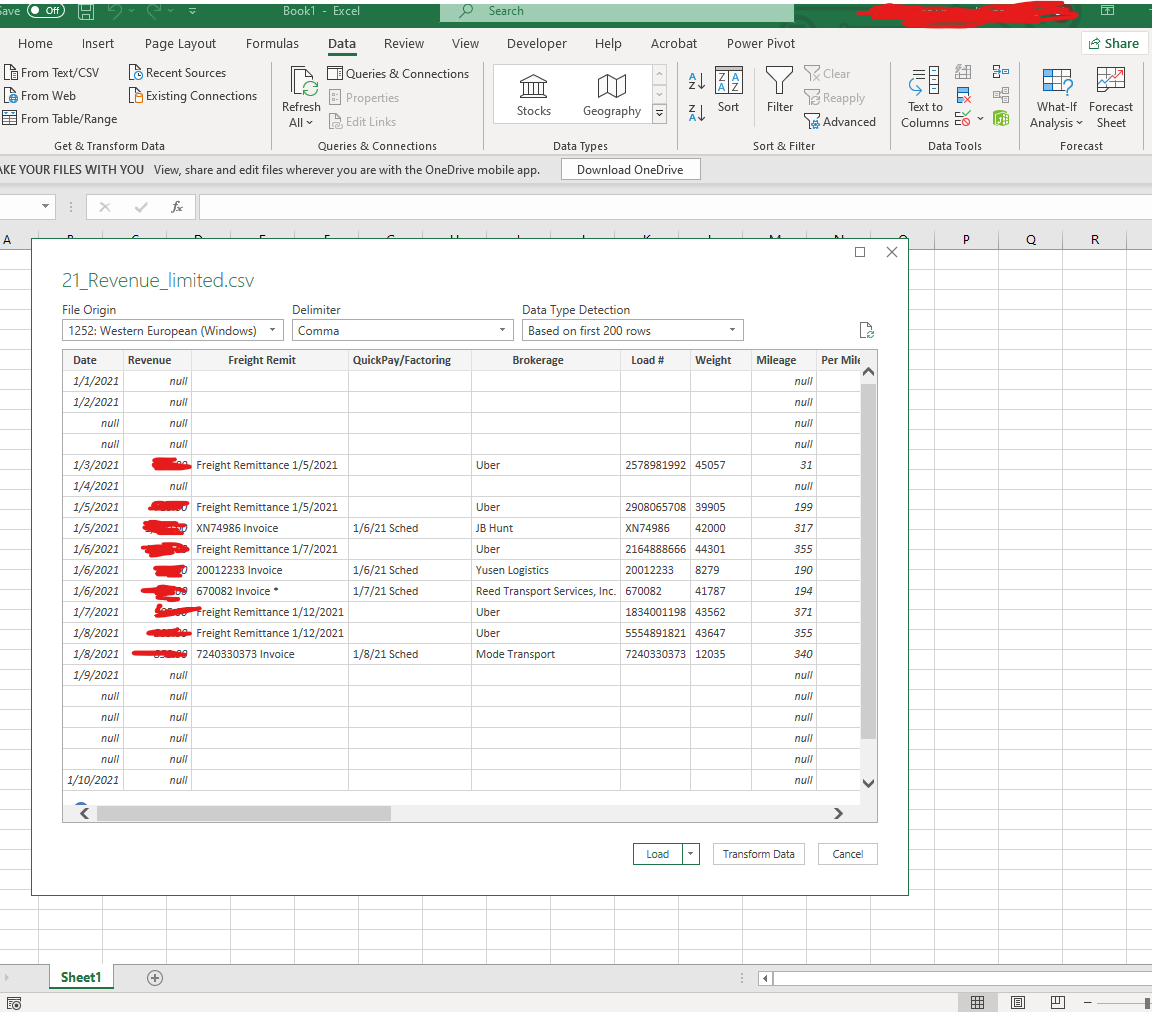 Save Off Book1 - Excel Search
Home Insert Page Layout Formulas Data Review View Developer Help Acrobat Power Pivot Share
From Text/CSV Recent Sources
From Web Existing Connections
From Table/Range
Get & Transform Data
Refresh All
Queries & Connections
Properties
Edit Links
Queries & Connections
Stocks Geography
Data Types
Sort
Filter
Clear
Reapply
Advanced
Sort & Filter
Text to Columns
Data Tools
What-If Analysis
Forecast Sheet
Forecast
AKE YOUR FILES WITH YOU View, share and edit files wherever you are with the OneDrive mobile app. Download OneDrive
fx
A P Q R
21_Revenue_limited.csv
File Origin Delimiter Data Type Detection
1252: Western European (Windows) Comma Based on first 200 rows
Date Revenue Freight Remit QuickPay/Factoring Brokerage Load # Weight Mileage Per Mile
1/1/2021 null null
1/2/2021 null null
null null null
null null null
1/3/2021 Freight Remittance 1/5/2021 Uber 2578981992 45057 31
1/4/2021 null null
1/5/2021 Freight Remittance 1/5/2021 Uber 2908065708 39905 199
1/5/2021 XN74986 Invoice 1/6/21 Sched JB Hunt XN74986 42000 317
1/6/2021 Freight Remittance 1/7/2021 Uber 2164888666 44301 355
1/6/2021 20012233 Invoice 1/6/21 Sched Yusen Logistics 20012233 8279 190
1/6/2021 670082 Invoice * 1/7/21 Sched Reed Transport Services, Inc. 670082 41787 194
1/7/2021 Freight Remittance 1/12/2021 Uber 1834001198 43562 371
1/8/2021 Freight Remittance 1/12/2021 Uber 5554891821 43647 355
1/8/2021 7240330373 Invoice 1/8/21 Sched Mode Transport 7240330373 12035 340
1/9/2021 null null
null null null
null null null
null null null
null null null
1/10/2021 null null
Load Transform Data Cancel
Sheet1